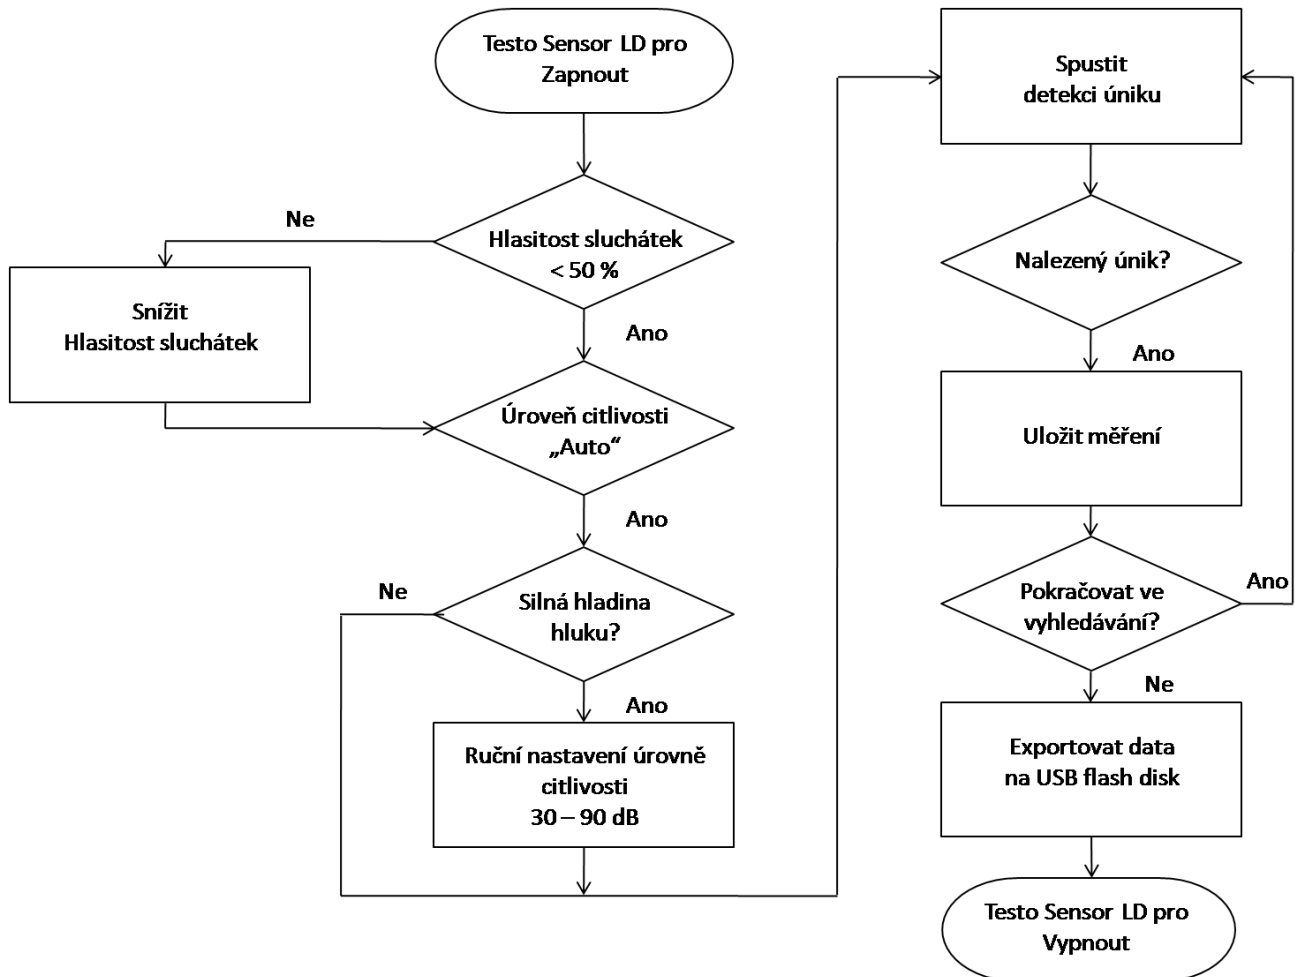 Testo Sensor LD pro
Zapnout
Ne
Hlasitost sluchátek
< 50 %
Snížit
Hlasitost sluchátek
Ano
Úroveň citlivosti
„Auto“
Ano
Ne
Silná hladina
hluku?
Ano
Ruční nastavení úrovně
citlivosti
30 – 90 dB
Spustit
detekci úniku
Nalezený únik?
Ano
Uložit měření
Pokračovat ve
vyhledávání?
Ano
Ne
Exportovat data
na USB flash disk
Testo Sensor LD pro
Vypnout